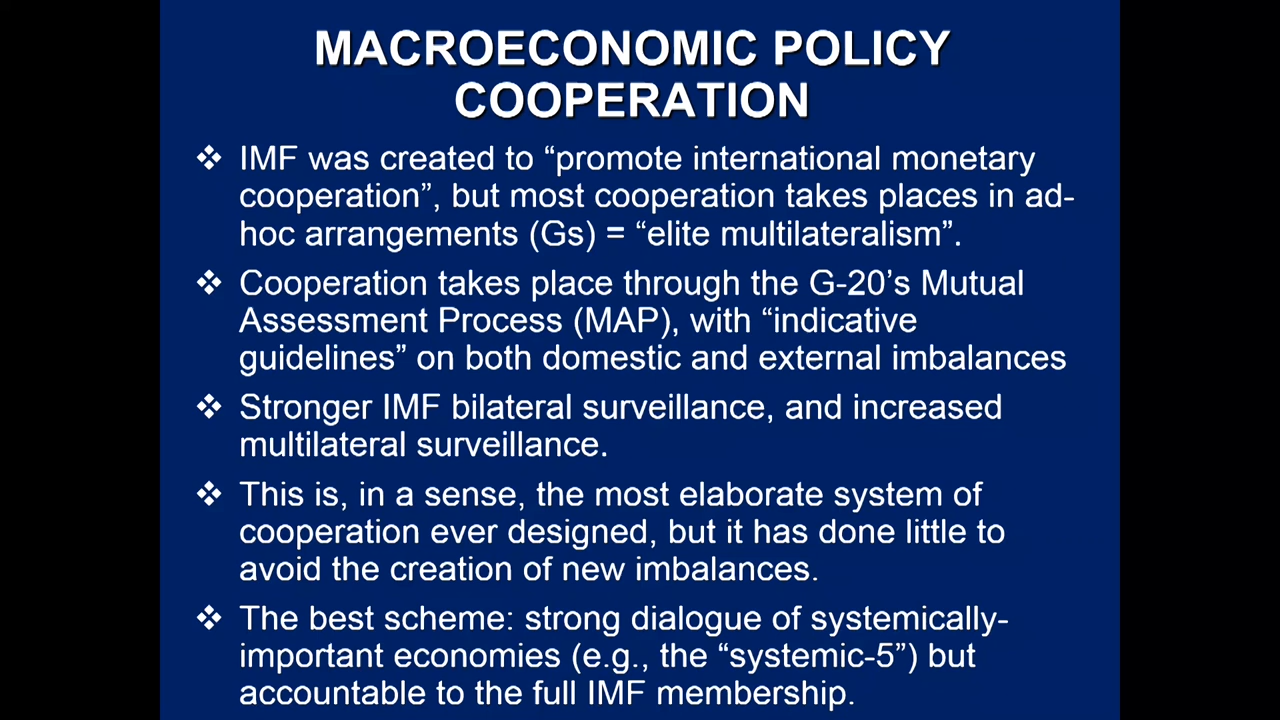 MACROECONOMIC POLICY
COOPERATION
❖ IMF was created to “promote international monetary
cooperation”, but most cooperation takes places in ad-
hoc arrangements (Gs) = “elite multilateralism”.
❖ Cooperation takes place through the G-20’s Mutual
Assessment Process (MAP), with “indicative
guidelines” on both domestic and external imbalances
❖ Stronger IMF bilateral surveillance, and increased
multilateral surveillance.
❖ This is, in a sense, the most elaborate system of
cooperation ever designed, but it has done little to
avoid the creation of new imbalances.
❖ The best scheme: strong dialogue of systemically-
important economies (e.g., the “systemic-5”) but
accountable to the full IMF membership.